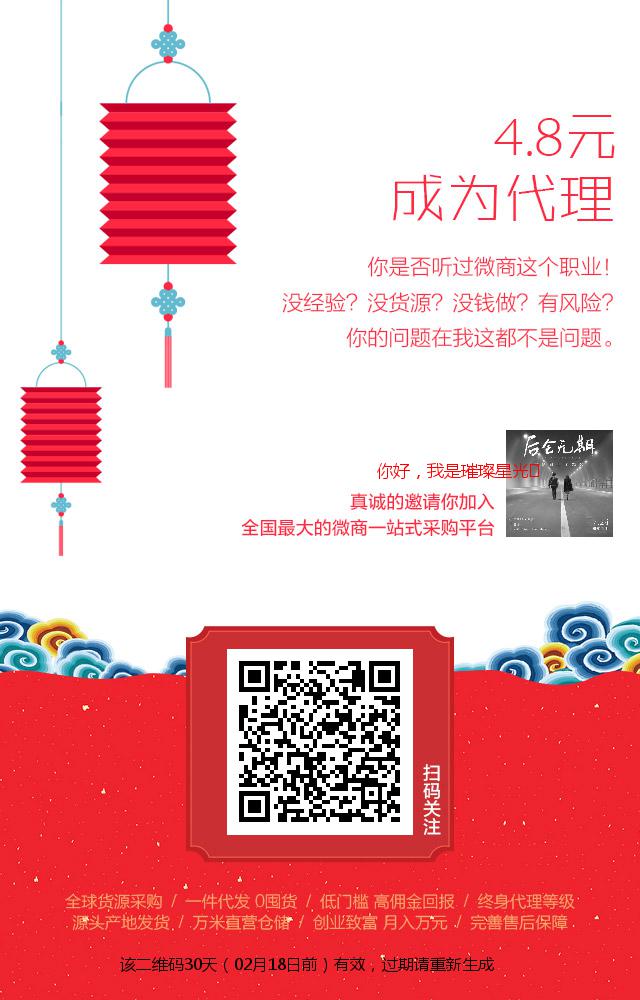 4.8元
成为代理
你是否听过微商这个职业！
没经验？没货源？没钱做？有风险？
你的问题在我这都不是问题。
后会无期
你好，我是璀璨星光
真诚的邀请你加入
全国最大的微商一站式采购平台
扫码关注
全球货源采购 / 一件代发 0囤货 / 低门槛 高佣金回报 / 终身代理等级
源头产地发货 / 万米直营仓储 / 创业致富 月入万元 / 完善售后保障
该二维码30天（02月18日前）有效，过期请重新生成